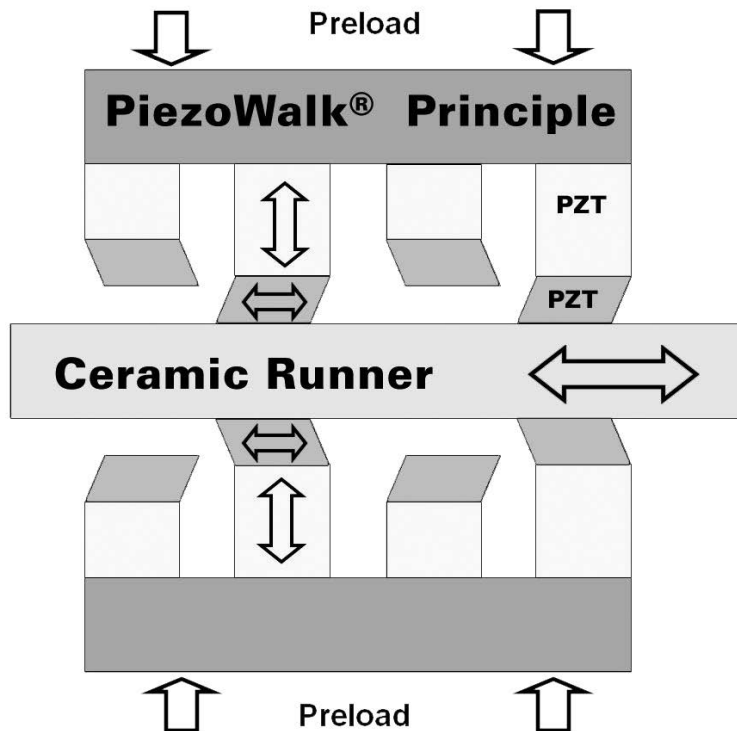 Preload
PiezoWalk® Principle
PZT
PZT
Ceramic Runner
Preload